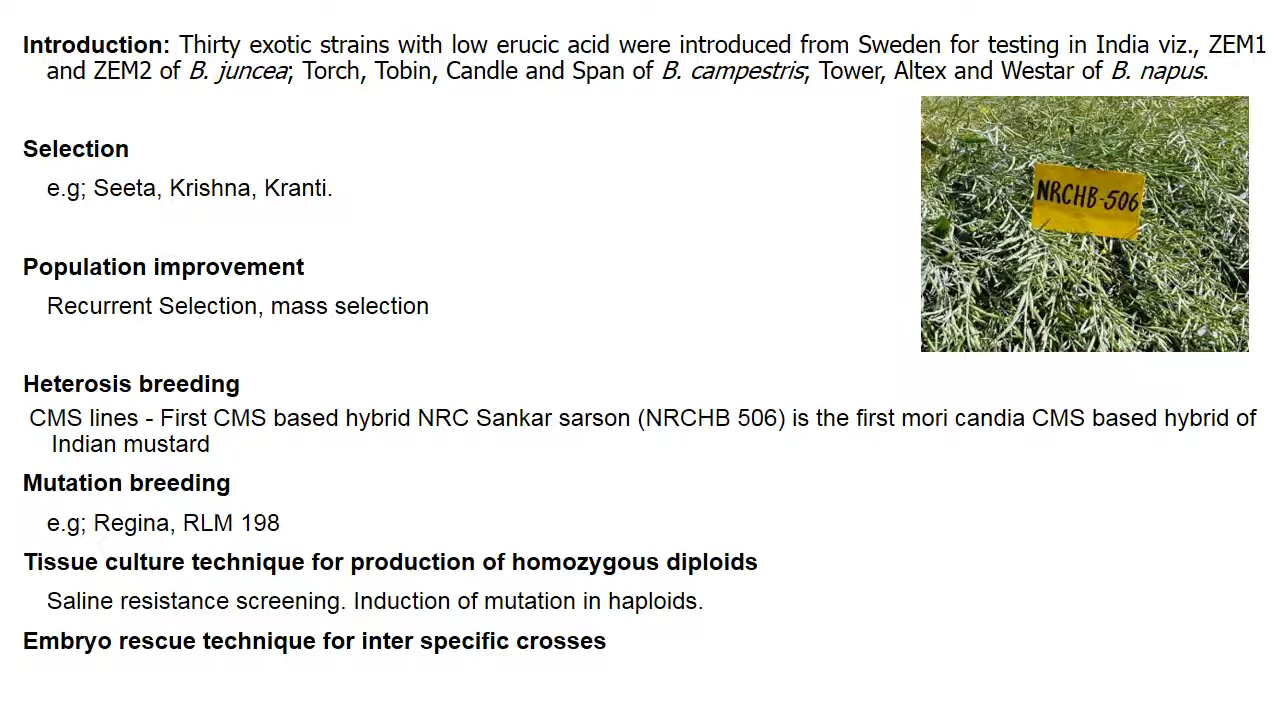 Introduction: Thirty exotic strains with low erucic acid were introduced from Sweden for testing in India viz., ZEM1
and ZEM2 of B. juncea; Torch, Tobin, Candle and Span of B. campestris; Tower, Altex and Westar of B. napus.
Selection
e.g; Seeta, Krishna, Kranti.
NRCHB-506
Population improvement
Recurrent Selection, mass selection
Heterosis breeding
CMS lines - First CMS based hybrid NRC Sankar sarson (NRCHB 506) is the first mori candia CMS based hybrid of
Indian mustard
Mutation breeding
e.g; Regina, RLM 198
Tissue culture technique for production of homozygous diploids
Saline resistance screening. Induction of mutation in haploids.
Embryo rescue technique for inter specific crosses